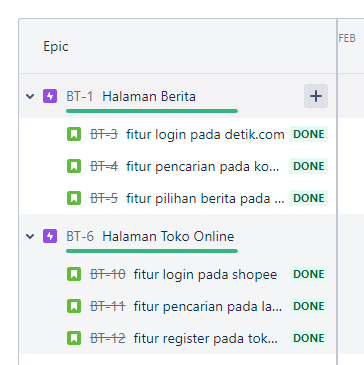 FEB
Epic
BT-1 Halaman Berita
BT-3 fitur login pada detik.com DONE
BT-4 fitur pencarian pada ko... DONE
BT-5 fitur pilihan berita pada ... DONE
BT-6 Halaman Toko Online
BT-10 fitur login pada shopee DONE
BT-11 fitur pencarian pada la... DONE
BT-12 fitur register pada tok... DONE